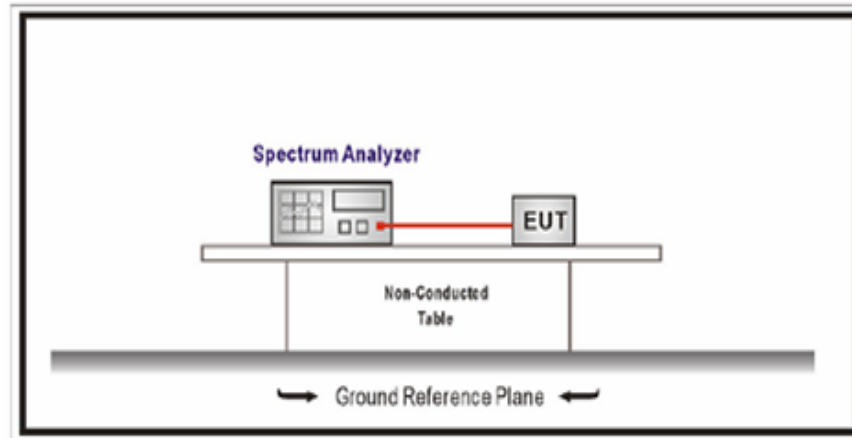 Spectrum Analyzer
EUT
Non-Conducted
Table
Ground Reference Plane